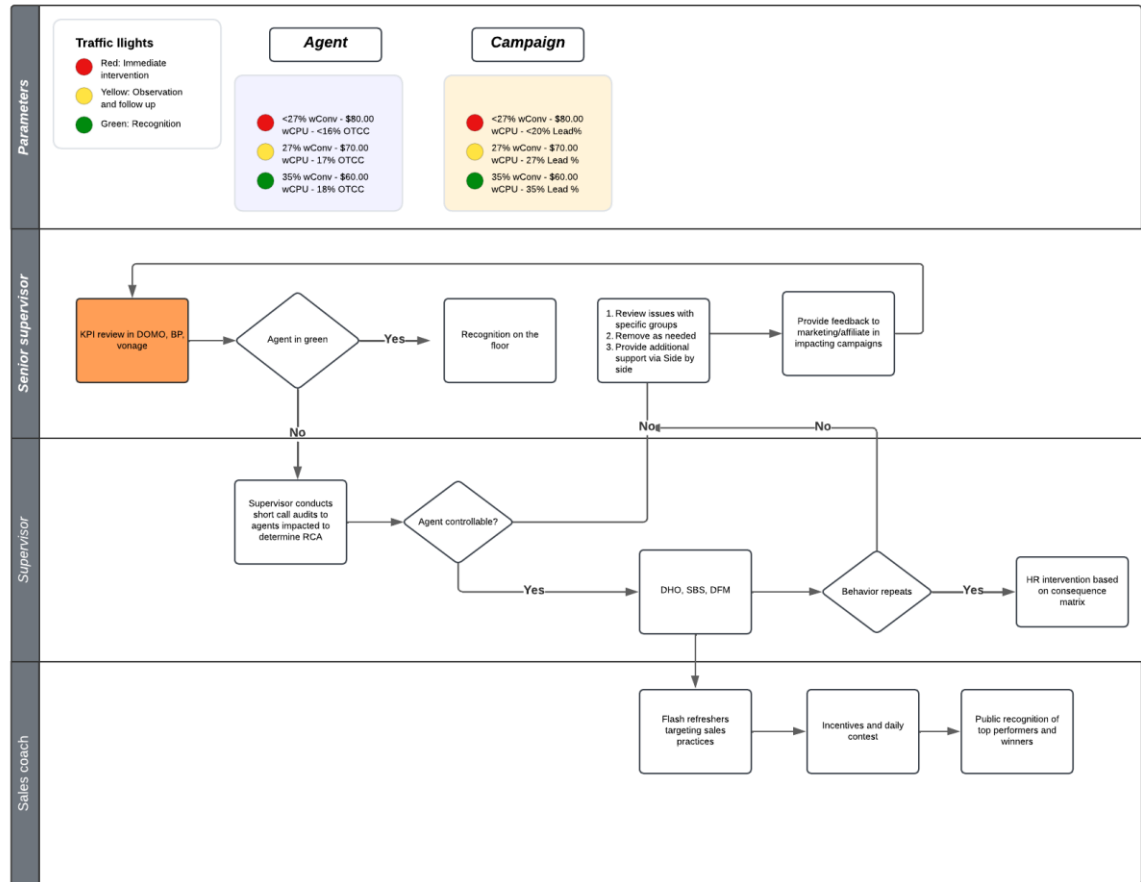 Parameters
Traffic llights
Red: Immediate
intervention
Yellow: Observation
and follow up
Green: Recognition
Agent
<27% wConv - $80.00
wCPU - <16% OTCC
27% wConv - $70.00
wCPU - 17% OTCC
35% wConv - $60.00
wCPU - 18% OTCC
Campaign
<27% wConv - $80.00
wCPU - <20% Lead%
27% wConv - $70.00
wCPU - 27% Lead %
35% wConv - $60.00
wCPU - 35% Lead %
Senior supervisor
KPI review in DOMO, BP,
vonage
Agent in green
Yes
Recognition on the
floor
1. Review issues with
specific groups
2. Remove as needed
3. Provide additional
support via Side by
side
Provide feedback to
marketing/affiliate in
impacting campaigns
No
No
No
Supervisor
Supervisor conducts
short call audits to
agents impacted to
determine RCA
Agent controllable?
Yes
DHO, SBS, DFM
Behavior repeats
Yes
HR intervention based
on consequence
matrix
Sales coach
Flash refreshers
targeting sales
practices
Incentives and daily
contest
Public recognition of
top performers and
winners